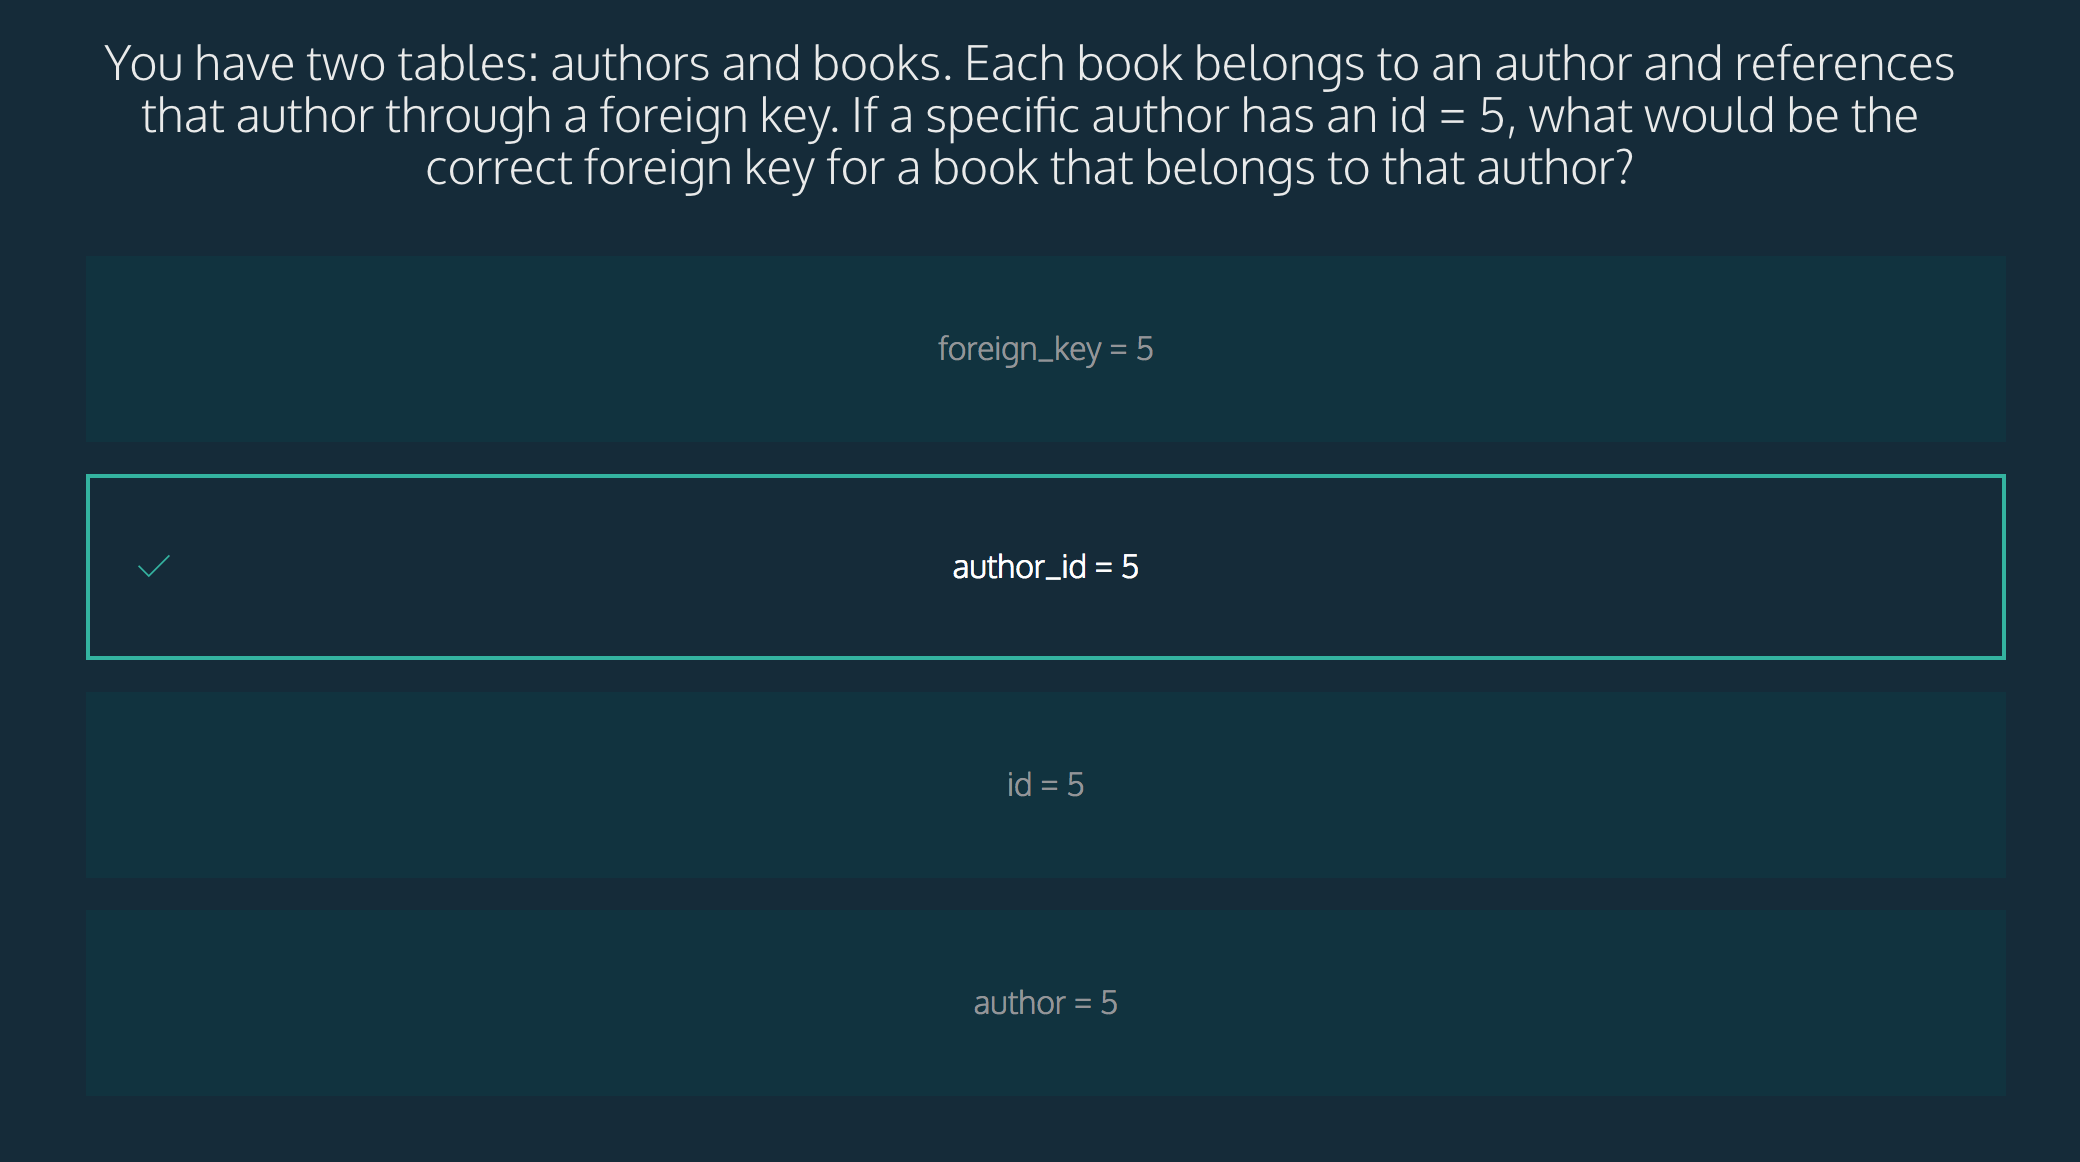 You have two tables: authors and books. Each book belongs to an author and references
that author through a foreign key. If a specific author has an id = 5, what would be the
correct foreign key for a book that belongs to that author?
foreign_key = 5
author_id = 5
id = 5
author = 5